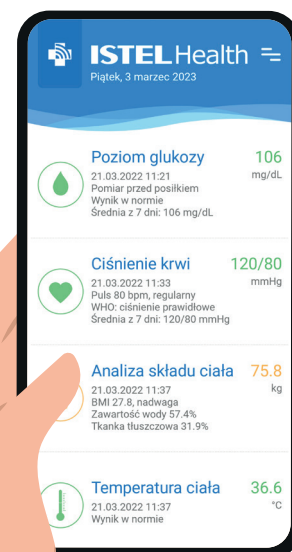 ISTEL Health
Piątek, 3 marzec 2023
Poziom glukozy 106
21.03.2022 11:21 mg/dL
Pomiar przed posiłkiem
Wynik w normie
Średnia z 7 dni: 106 mg/dL
Ciśnienie krwi 120/80
21.03.2022 11:33 mmHg
Puls 80 bpm, regularny
WHO: ciśnienie prawidłowe
Średnia z 7 dni: 120/80 mmHg
Analiza składu ciała 75.8
21.03.2022 11:37 kg
BMI 27.8, nadwaga
Zawartość wody 57.4%
Tkanka tłuszczowa 31.9%
Temperatura ciała 36.6
21.03.2022 11:37 °C
Wynik w normie